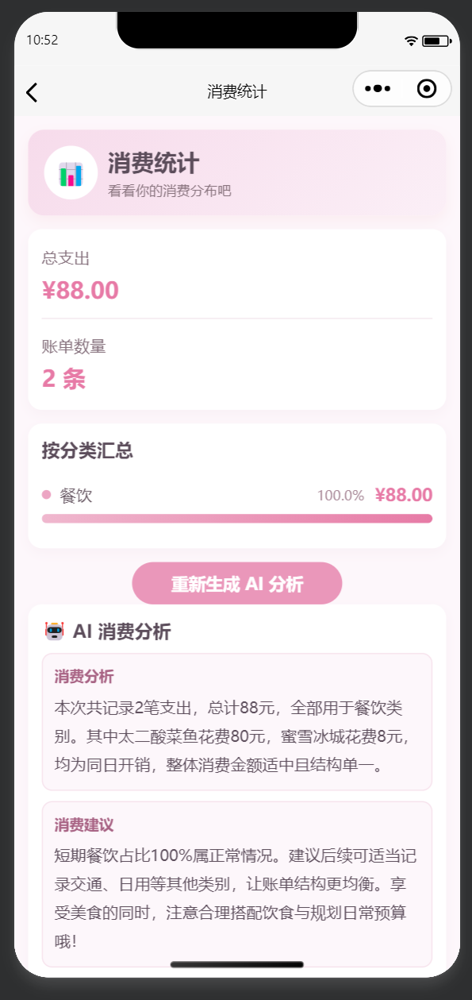 10:52
消费统计
消费统计
看看你的消费分布吧
总支出
¥88.00
账单数量
2 条
按分类汇总
餐饮 100.0% ¥88.00
重新生成 AI 分析
AI 消费分析
消费分析
本次共记录2笔支出，总计88元，全部用于餐饮类
别。其中太二酸菜鱼花费80元，蜜雪冰城花费8元，
均为同日开销，整体消费金额适中且结构单一。
消费建议
短期餐饮占比100%属正常情况。建议后续可适当记
录交通、日用等其他类别，让账单结构更均衡。享
受美食的同时，注意合理搭配饮食与规划日常预算
哦！